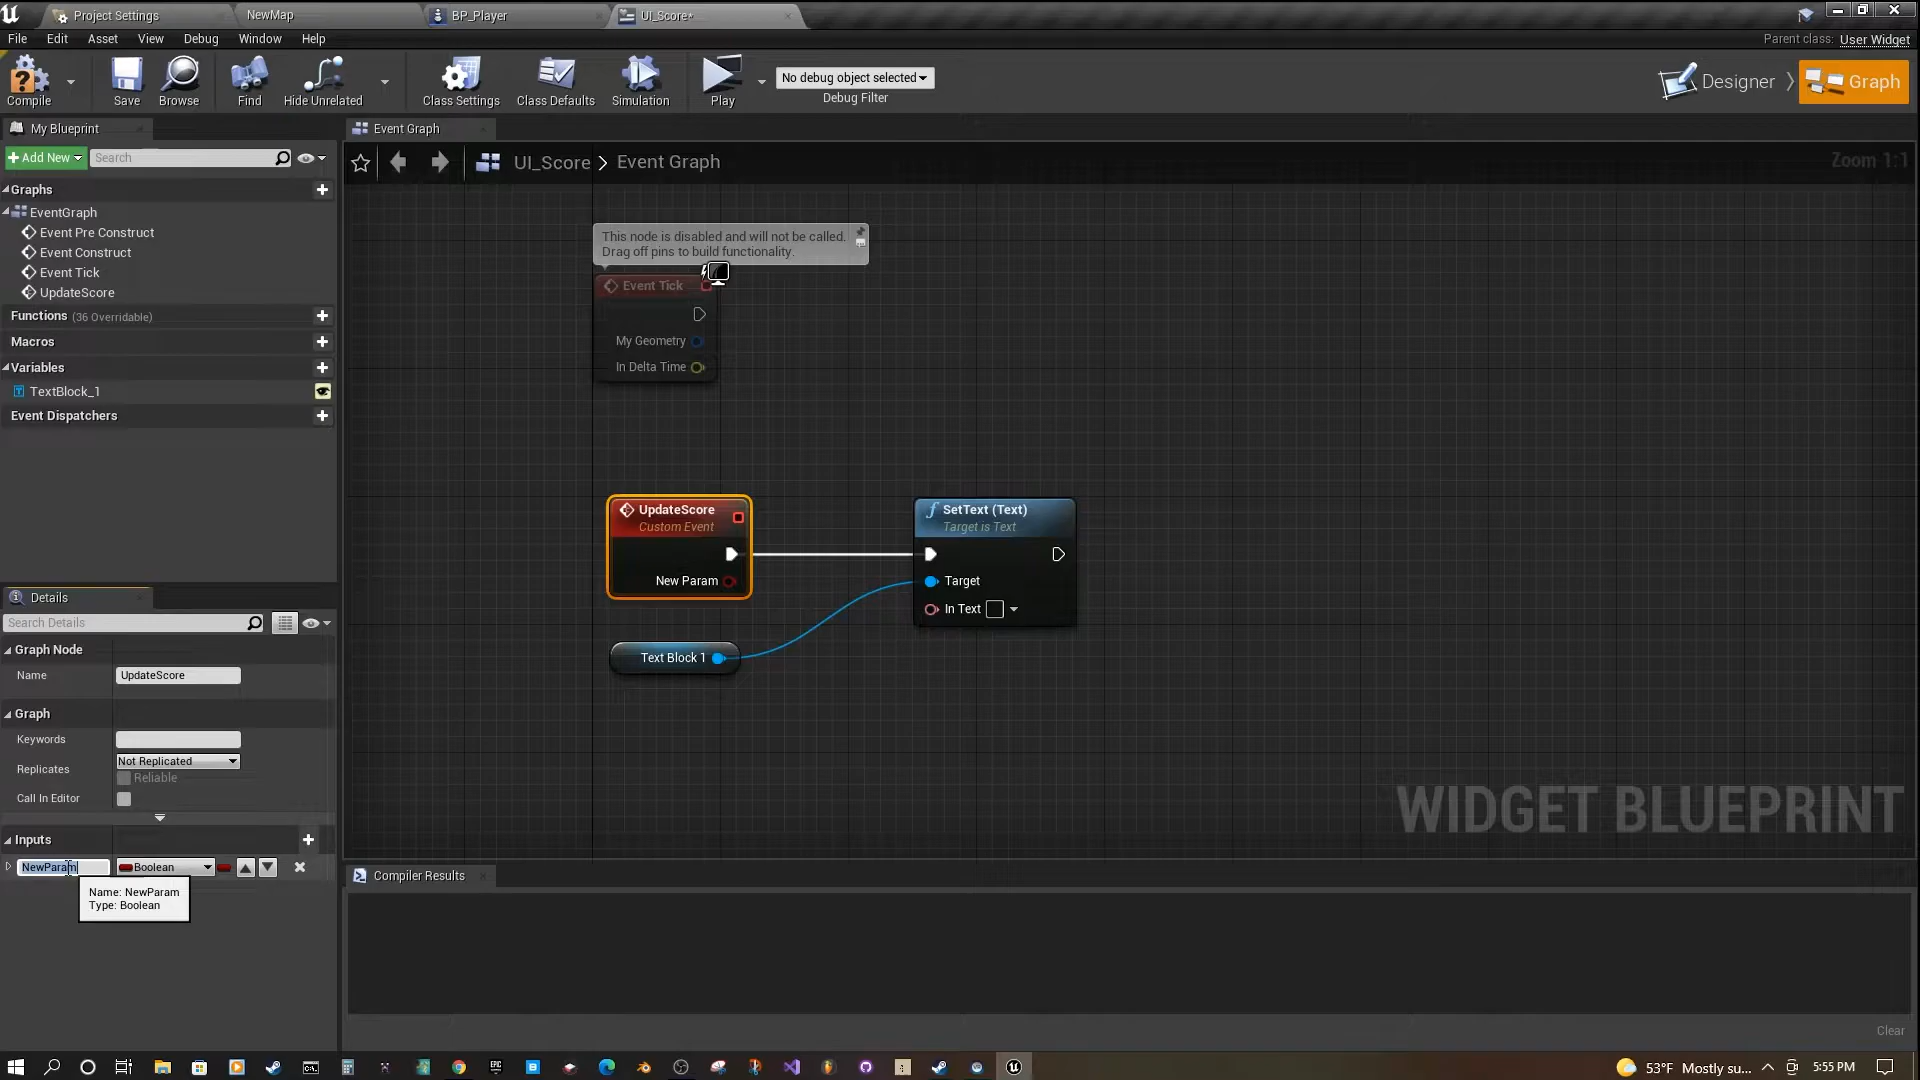 Project Settings
NewMap
BP_Player
UI_Score*
File Edit Asset View Debug Window Help
Parent class: User Widget
Compile
Save
Browse
Find
Hide Unrelated
Class Settings
Class Defaults
Simulation
Play
No debug object selected
Debug Filter
Designer
Graph
My Blueprint
Event Graph
Add New
Search
UI_Score > Event Graph
Zoom 1:1
Graphs
EventGraph
Event Pre Construct
Event Construct
Event Tick
UpdateScore
Functions (36 Overridable)
Macros
Variables
TextBlock_1
Event Dispatchers
This node is disabled and will not be called.
Drag off pins to build functionality.
Event Tick
My Geometry
In Delta Time
UpdateScore
Custom Event
New Param
SetText (Text)
Target is Text
Target
In Text
Text Block 1
Details
Search Details
Graph Node
Name UpdateScore
Graph
Keywords
Replicates Not Replicated
Reliable
Call In Editor
Inputs
NewParam Boolean
Name: NewParam
Type: Boolean
WIDGET BLUEPRINT
Compiler Results
Clear
53°F Mostly su...
5:55 PM